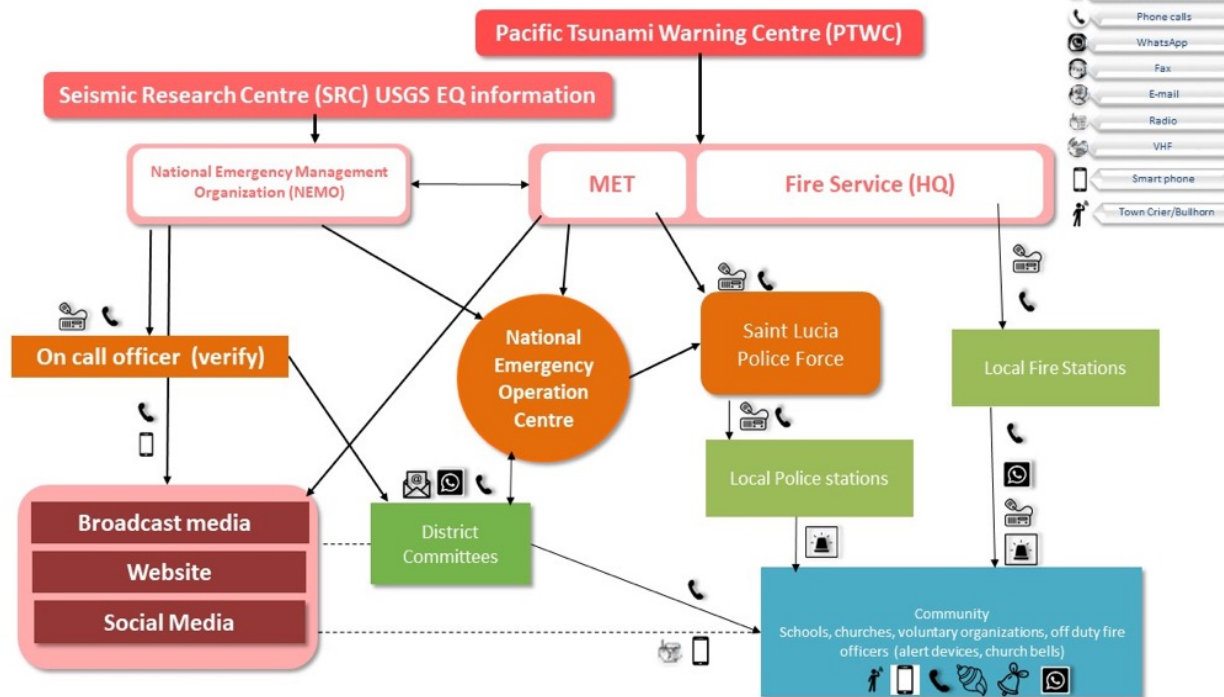 Pacific Tsunami Warning Centre (PTWC)
Seismic Research Centre (SRC) USGS EQ information
National Emergency Management
Organization (NEMO)
MET
Fire Service (HQ)
Phone calls
WhatsApp
Fax
E-mail
Radio
VHF
Smart phone
Town Crier/Bullhorn
On call officer (verify)
National
Emergency
Operation
Centre
Saint Lucia
Police Force
Local Fire Stations
Local Police stations
Broadcast media
Website
Social Media
District
Committees
Community
Schools, churches, voluntary organizations, off duty fire
officers (alert devices, church bells)